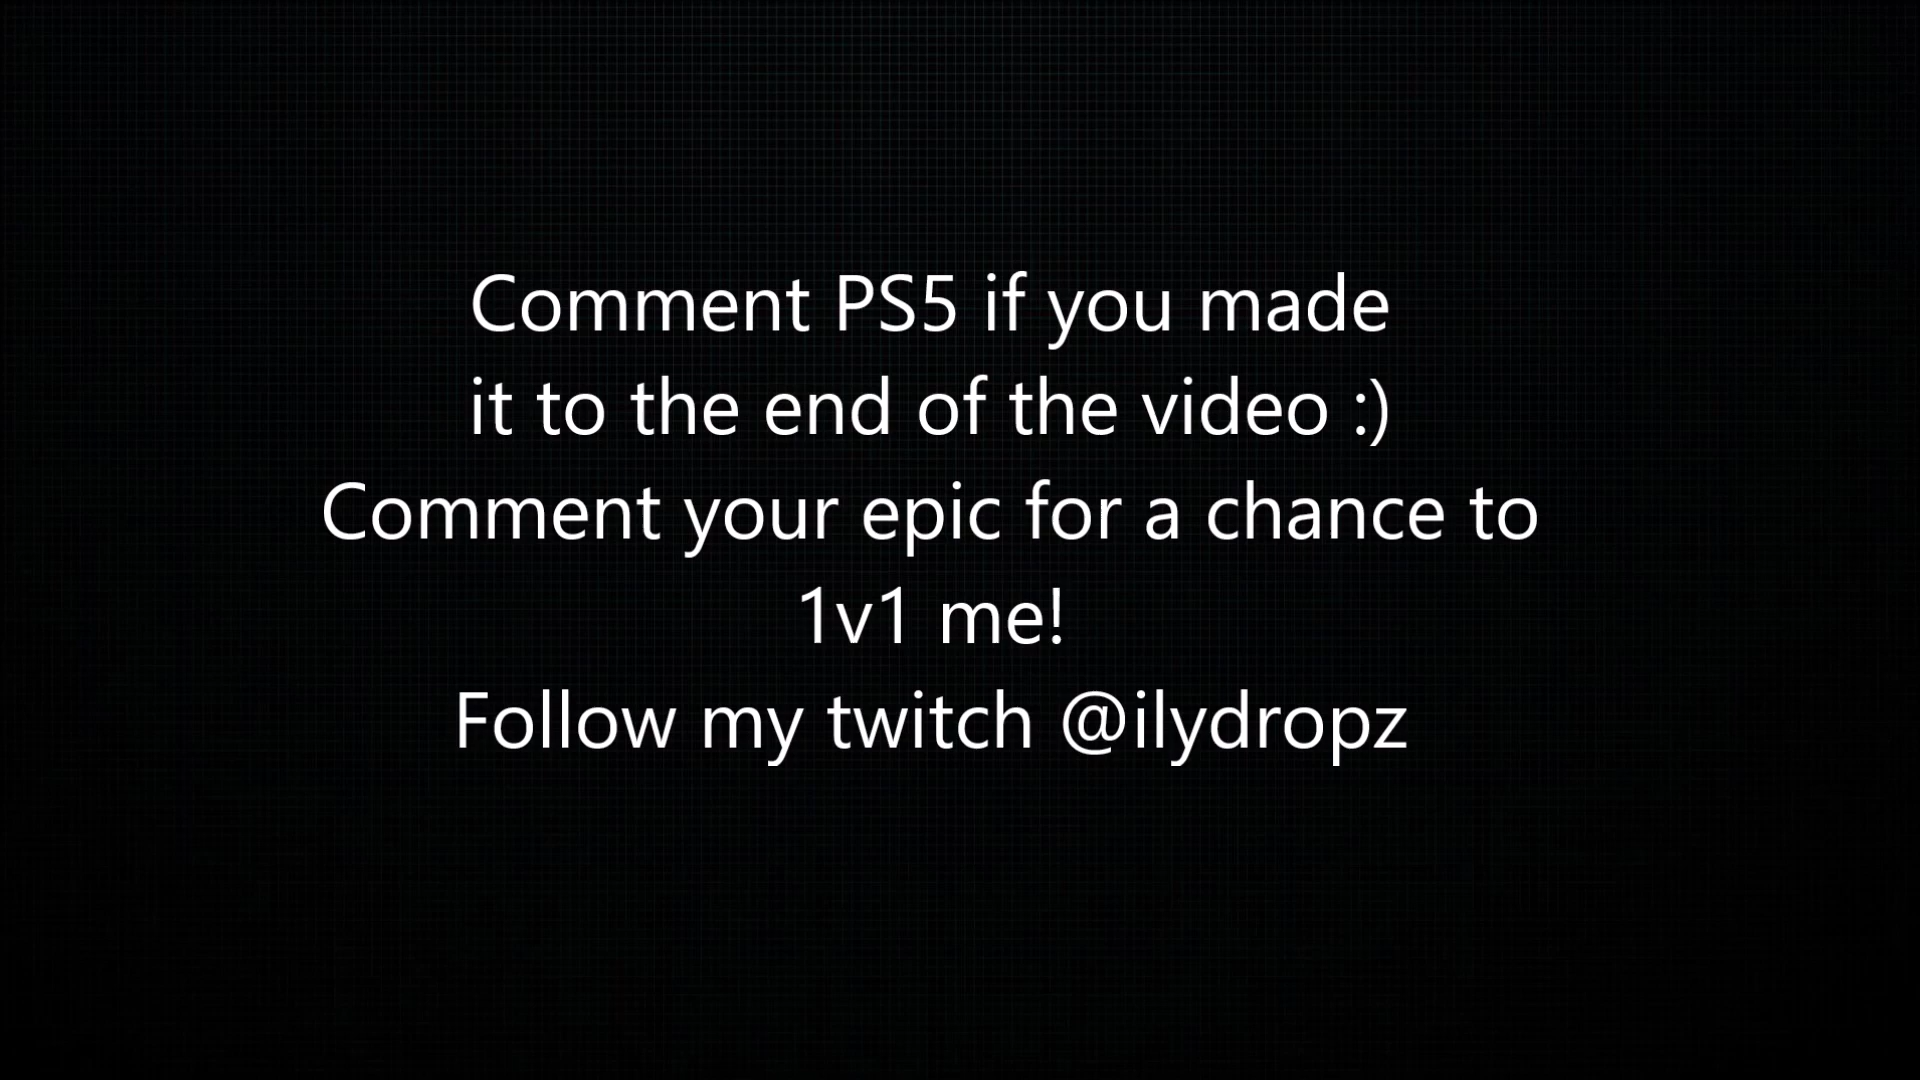 Comment PS5 if you made
it to the end of the video :)
Comment your epic for a chance to
1v1 me!
Follow my twitch @ilydropz